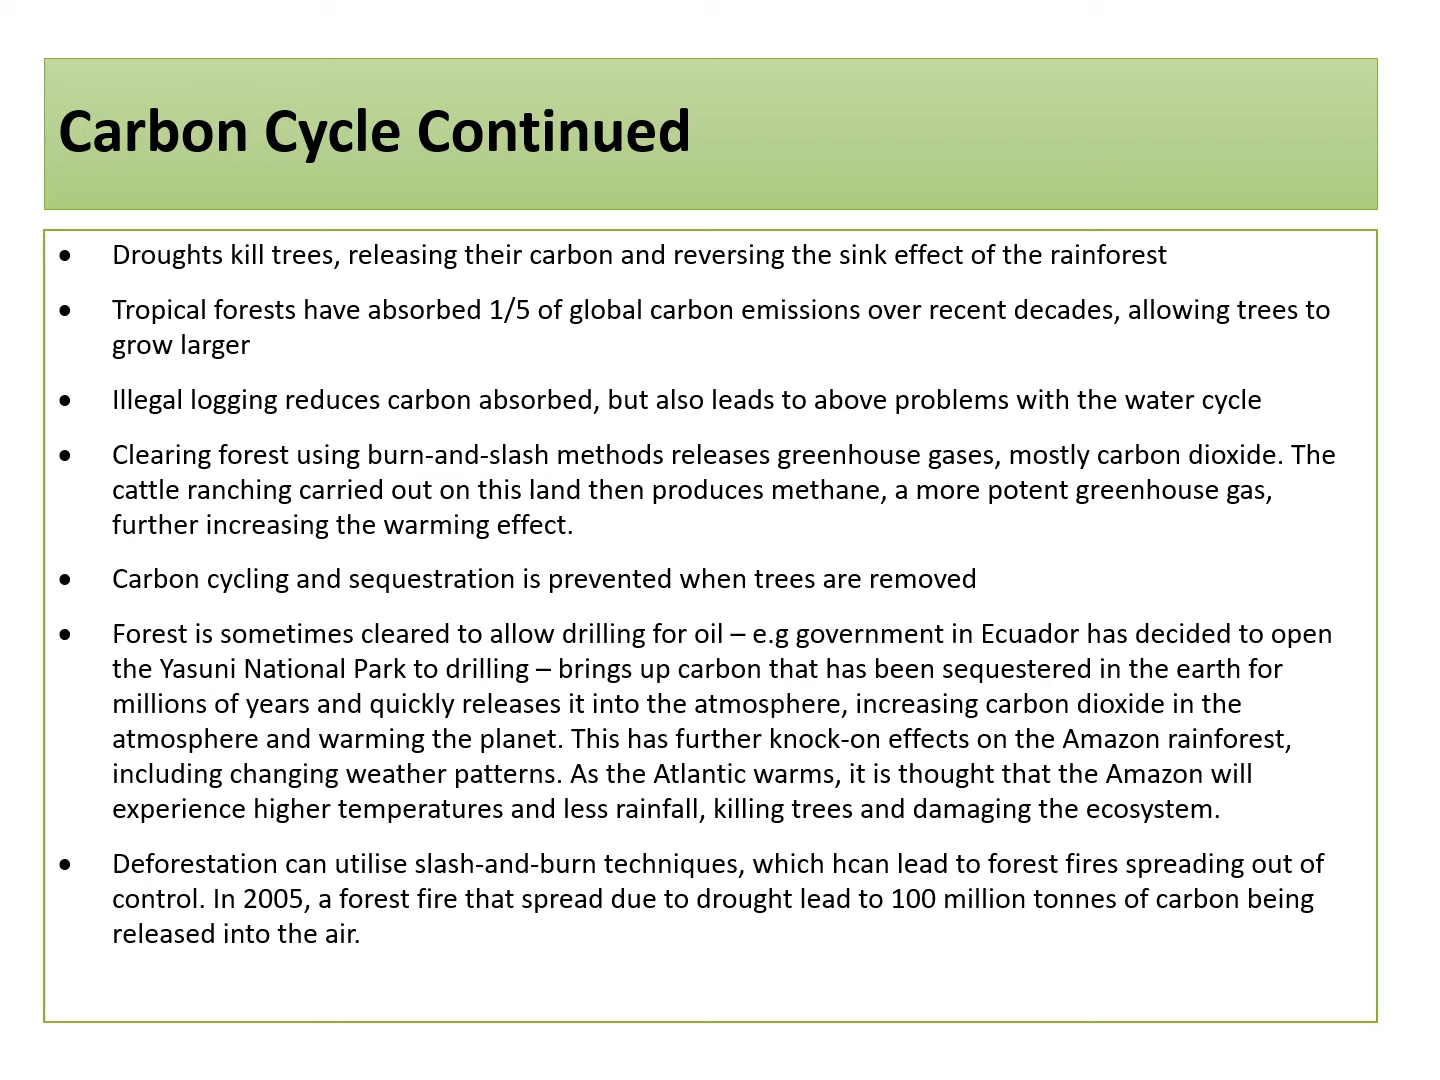 Carbon Cycle Continued
• Droughts kill trees, releasing their carbon and reversing the sink effect of the rainforest
• Tropical forests have absorbed 1/5 of global carbon emissions over recent decades, allowing trees to
grow larger
• Illegal logging reduces carbon absorbed, but also leads to above problems with the water cycle
• Clearing forest using burn-and-slash methods releases greenhouse gases, mostly carbon dioxide. The
cattle ranching carried out on this land then produces methane, a more potent greenhouse gas,
further increasing the warming effect.
• Carbon cycling and sequestration is prevented when trees are removed
• Forest is sometimes cleared to allow drilling for oil – e.g government in Ecuador has decided to open
the Yasuni National Park to drilling – brings up carbon that has been sequestered in the earth for
millions of years and quickly releases it into the atmosphere, increasing carbon dioxide in the
atmosphere and warming the planet. This has further knock-on effects on the Amazon rainforest,
including changing weather patterns. As the Atlantic warms, it is thought that the Amazon will
experience higher temperatures and less rainfall, killing trees and damaging the ecosystem.
• Deforestation can utilise slash-and-burn techniques, which hcan lead to forest fires spreading out of
control. In 2005, a forest fire that spread due to drought lead to 100 million tonnes of carbon being
released into the air.